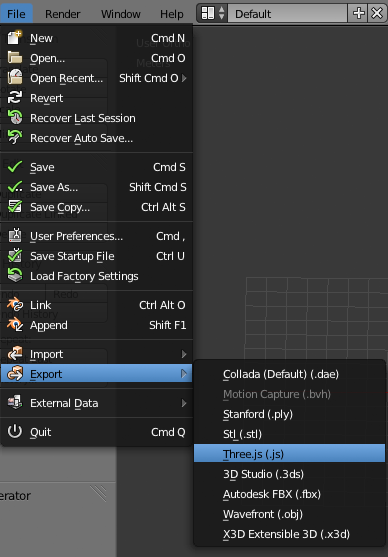 File Render Window Help Default
New Cmd N
Open... Cmd O
Open Recent... Shift Cmd O
Revert
Recover Last Session
Recover Auto Save...
Save Cmd S
Save As... Shift Cmd S
Save Copy... Ctrl Alt S
User Preferences... Cmd ,
Save Startup File Ctrl U
Load Factory Settings
Link Ctrl Alt O
Append Shift F1
Import
Export
External Data
Quit Cmd Q
Collada (Default) (.dae)
Motion Capture (.bvh)
Stanford (.ply)
Stl (.stl)
Three.js (.js)
3D Studio (.3ds)
Autodesk FBX (.fbx)
Wavefront (.obj)
X3D Extensible 3D (.x3d)
erator